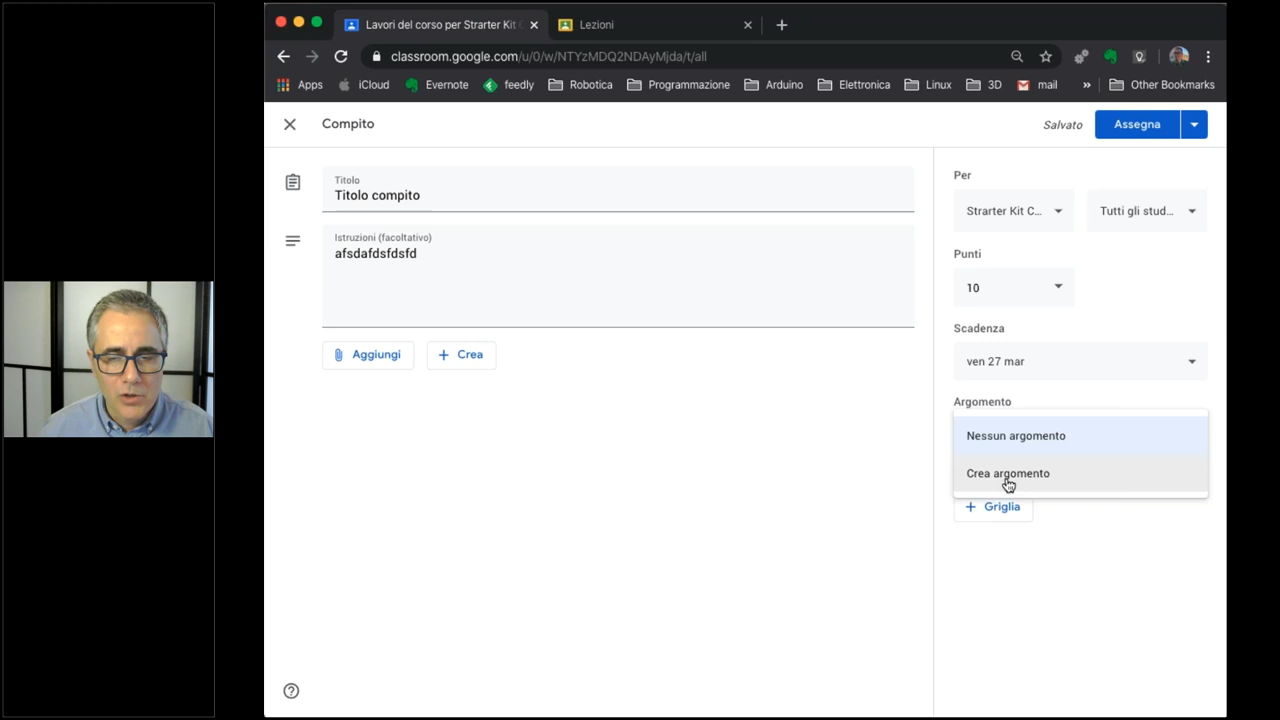 Lavori del corso per Strarter Kit C
Lezioni
classroom.google.com/u/0/w/NTYzMDQ2NDAyMjda/t/all
Apps
iCloud
Evernote
feedly
Robotica
Programmazione
Arduino
Elettronica
Linux
3D
mail
»
Other Bookmarks
Compito
Salvato
Assegna
Titolo
Titolo compito
Istruzioni (facoltativo)
afsdafdsfdsfd
Aggiungi
Crea
Per
Strarter Kit C...
Tutti gli stud...
Punti
10
Scadenza
ven 27 mar
Argomento
Nessun argomento
Crea argomento
Griglia